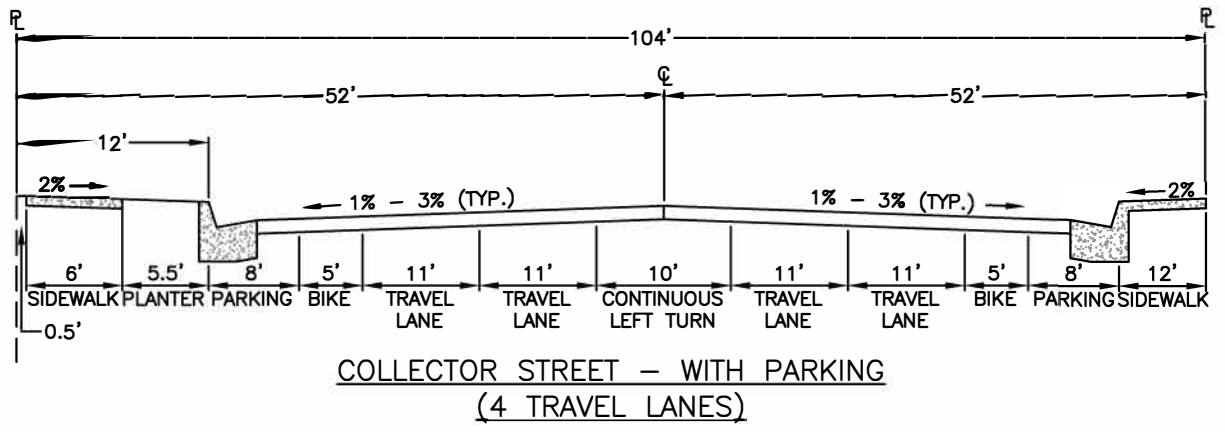 ℄ ℄
104'
℄
52' 52'
12'
2% 1% – 3% (TYP.) 1% – 3% (TYP.) 2%
6' 5.5' 8' 5' 11' 11' 10' 11' 11' 5' 8' 12'
SIDEWALK PLANTER PARKING BIKE TRAVEL LANE TRAVEL LANE CONTINUOUS LEFT TURN TRAVEL LANE TRAVEL LANE BIKE PARKING SIDEWALK
0.5'
COLLECTOR STREET – WITH PARKING
(4 TRAVEL LANES)